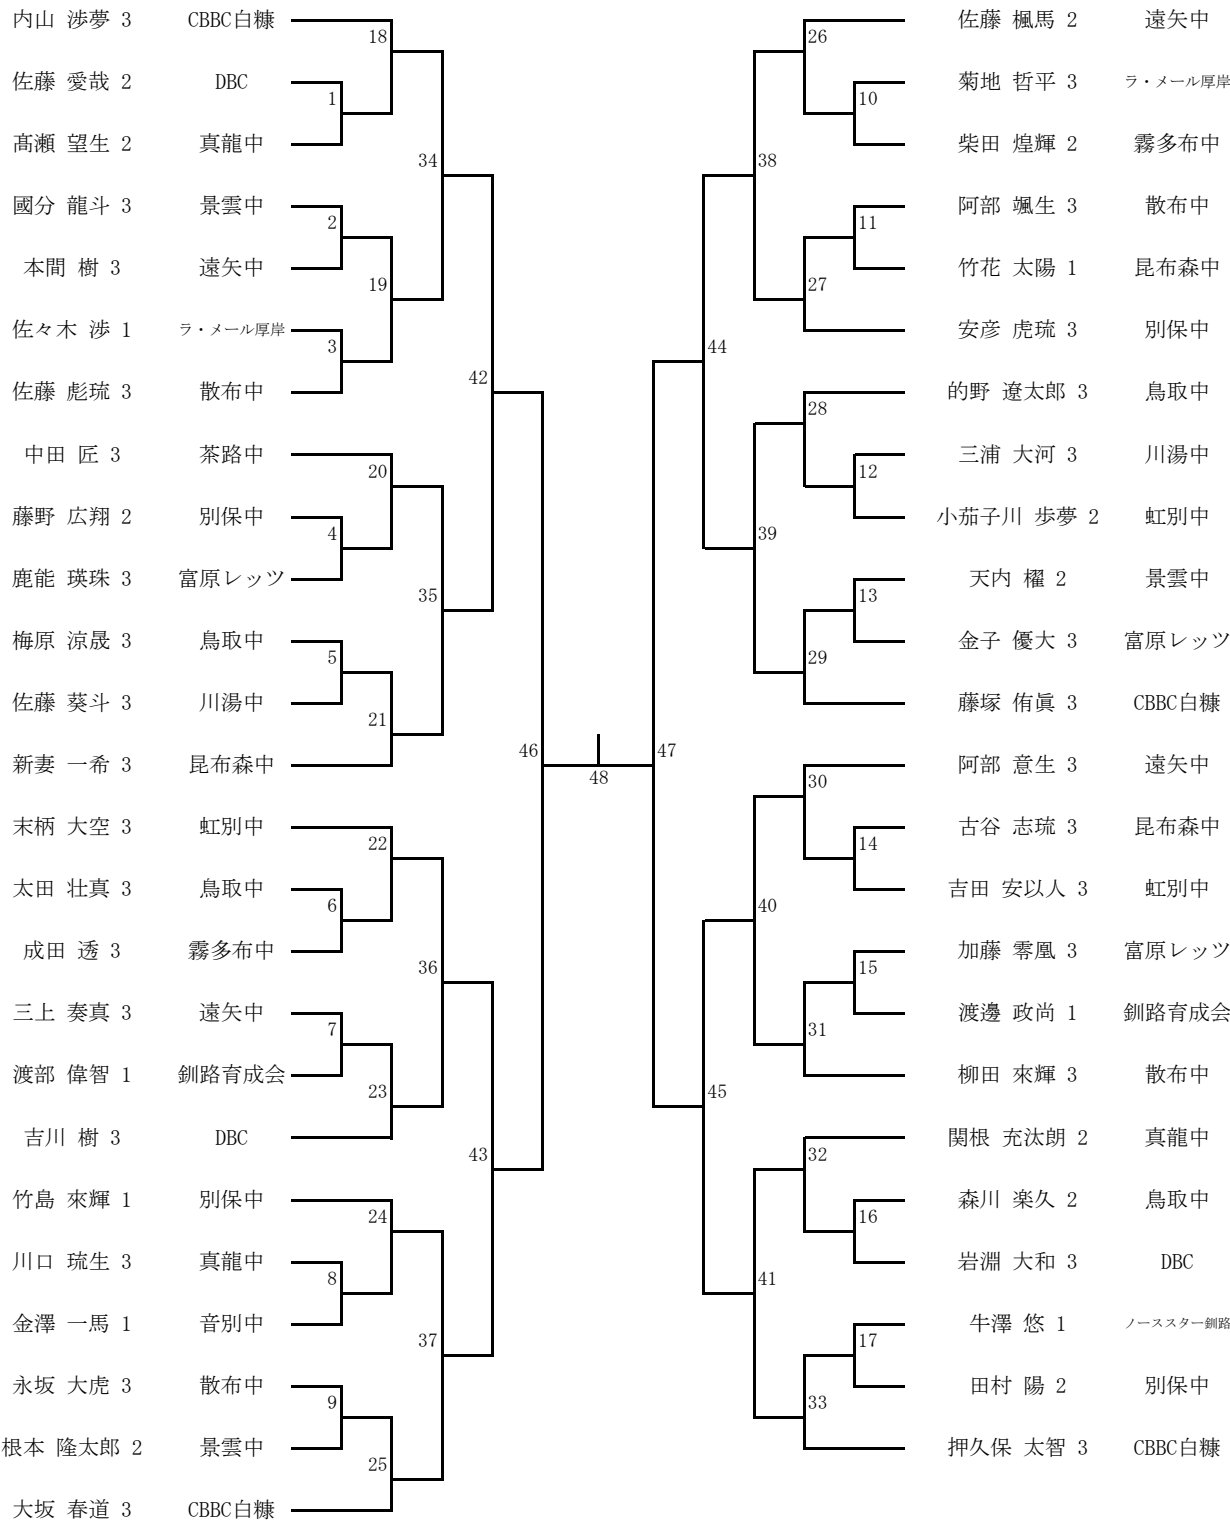 内山 渉夢 3 CBBC白糠
18
佐藤 愛哉 2 DBC
1
髙瀬 望生 2 真龍中
34
國分 龍斗 3 景雲中
2
本間 樹 3 遠矢中
19
佐々木 渉 1 ラ・メール厚岸
3
佐藤 彪琉 3 散布中
42
中田 匠 3 茶路中
20
藤野 広翔 2 別保中
4
鹿能 瑛珠 3 富原レッツ
35
梅原 涼晟 3 鳥取中
5
佐藤 葵斗 3 川湯中
21
新妻 一希 3 昆布森中
46
末柄 大空 3 虹別中
22
太田 壮真 3 鳥取中
6
成田 透 3 霧多布中
36
三上 奏真 3 遠矢中
7
渡部 偉智 1 釧路育成会
23
吉川 樹 3 DBC
43
竹島 來輝 1 別保中
24
川口 琉生 3 真龍中
8
金澤 一馬 1 音別中
37
永坂 大虎 3 散布中
9
根本 隆太郎 2 景雲中
25
大坂 春道 3 CBBC白糠
48
佐藤 楓馬 2 遠矢中
26
菊地 哲平 3 ラ・メール厚岸
10
柴田 煌輝 2 霧多布中
38
阿部 颯生 3 散布中
11
竹花 太陽 1 昆布森中
27
安彦 虎琉 3 別保中
44
的野 遼太郎 3 鳥取中
28
三浦 大河 3 川湯中
12
小茄子川 歩夢 2 虹別中
39
天内 櫂 2 景雲中
13
金子 優大 3 富原レッツ
29
藤塚 侑眞 3 CBBC白糠
47
阿部 意生 3 遠矢中
30
古谷 志琉 3 昆布森中
14
吉田 安以人 3 虹別中
40
加藤 零凰 3 富原レッツ
15
渡邊 政尚 1 釧路育成会
31
柳田 來輝 3 散布中
45
関根 充汰朗 2 真龍中
32
森川 楽久 2 鳥取中
16
岩淵 大和 3 DBC
41
牛澤 悠 1 ノーススター釧路
17
田村 陽 2 別保中
33
押久保 太智 3 CBBC白糠